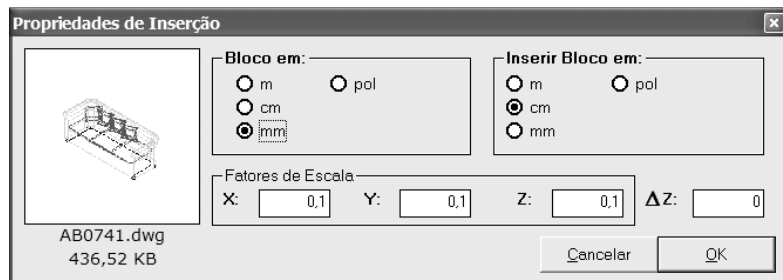 Propriedades de Inserção
Bloco em:
m pol
cm
mm
Inserir Bloco em:
m pol
cm
mm
Fatores de Escala
X: 0,1 Y: 0,1 Z: 0,1 ΔZ: 0
AB0741.dwg
436,52 KB
Cancelar OK